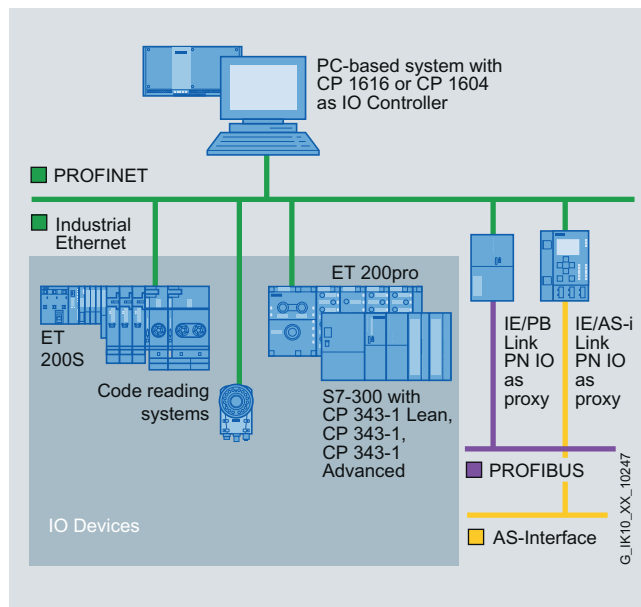 PC-based system with
CP 1616 or CP 1604
as IO Controller
PROFINET
Industrial
Ethernet
ET
200S
Code reading
systems
ET 200pro
S7-300 with
CP 343-1 Lean,
CP 343-1,
CP 343-1
Advanced
IO Devices
IE/PB
Link
PN IO
as
proxy
IE/AS-i
Link
PN IO
as
proxy
PROFIBUS
AS-Interface
G_IK10_XX_10247